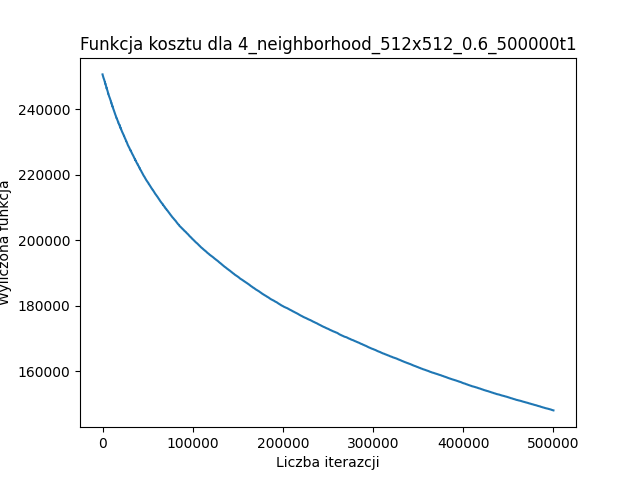 Funkcja kosztu dla 4_neighborhood_512x512_0.6_500000t1
240000
220000
200000
180000
160000
Wyliczona funkcja
0 100000 200000 300000 400000 500000
Liczba iterazcji